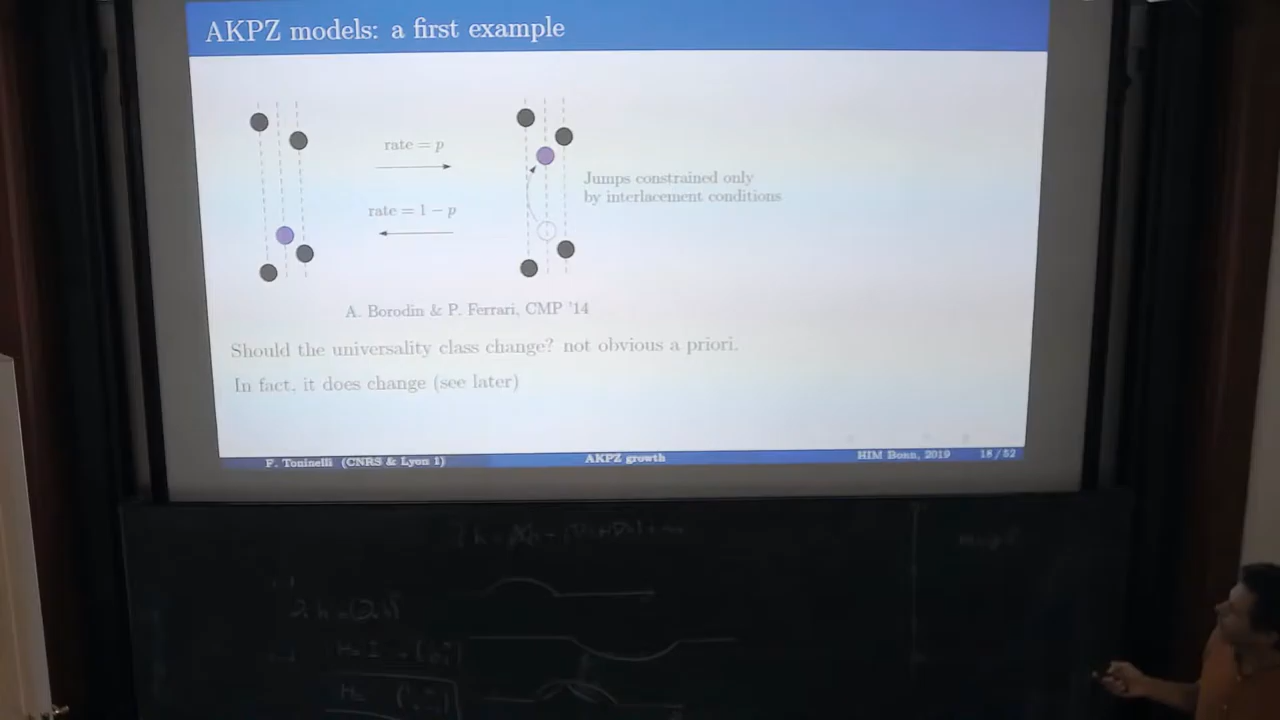 AKPZ models: a first example
rate = p
rate = 1 − p
Jumps constrained only
by interlacement conditions
A. Borodin & P. Ferrari, CMP '14
Should the universality class change? not obvious a priori.
In fact, it does change (see later)
F. Toninelli (CNRS & Lyon 1)
AKPZ growth
HIM Bonn, 2019
18 / 52